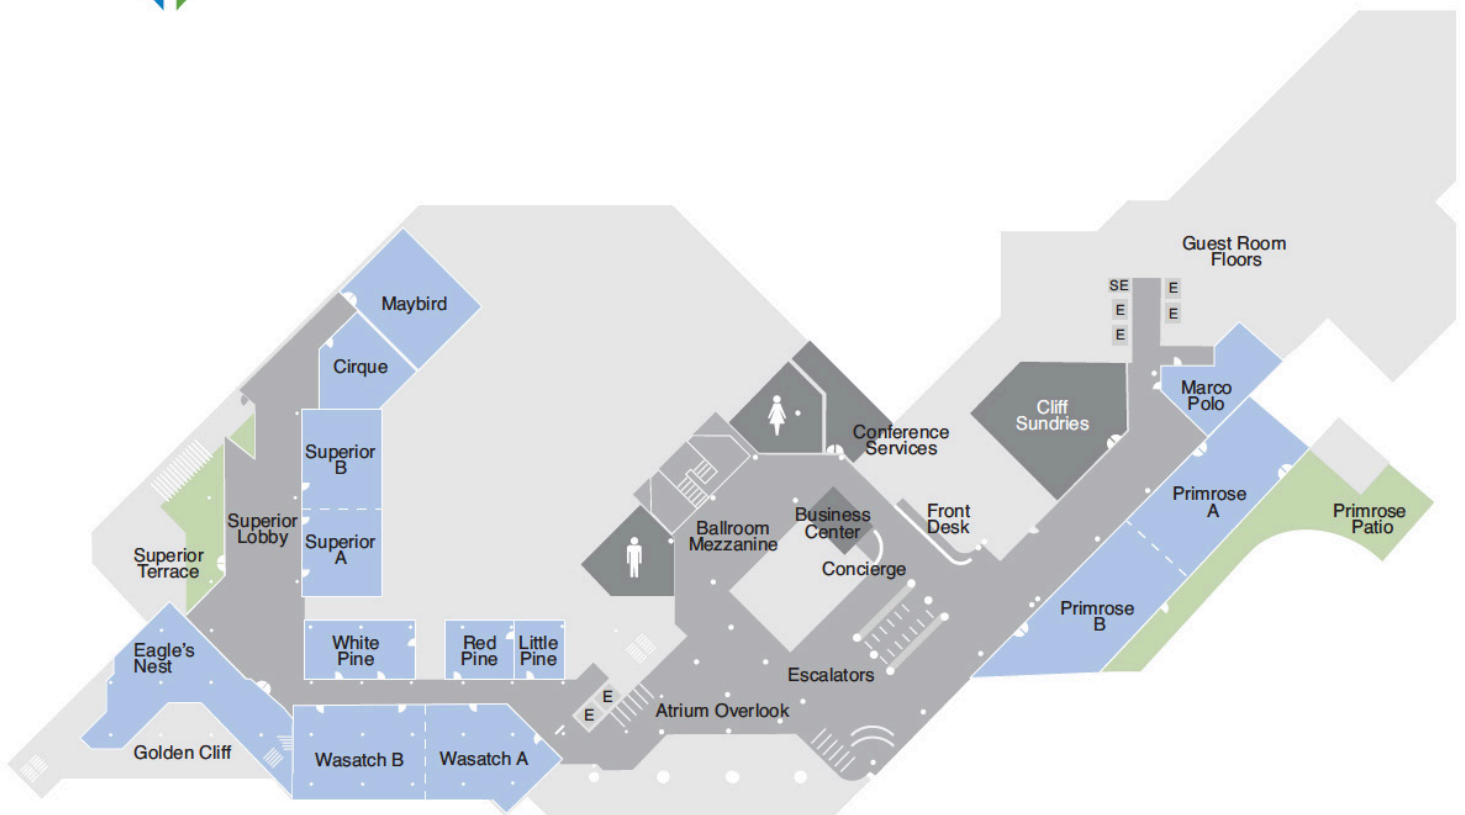 Guest Room
Floors
SE
E
E
E
E
Maybird
Cirque
Marco
Polo
Cliff
Sundries
Conference
Services
Superior
B
Primrose
A
Primrose
Patio
Front
Desk
Business
Center
Ballroom
Mezzanine
Superior
Lobby
Superior
A
Superior
Terrace
Concierge
Primrose
B
Eagle's
Nest
White
Pine
Red
Pine
Little
Pine
Escalators
E
E
Atrium Overlook
Golden Cliff
Wasatch B
Wasatch A